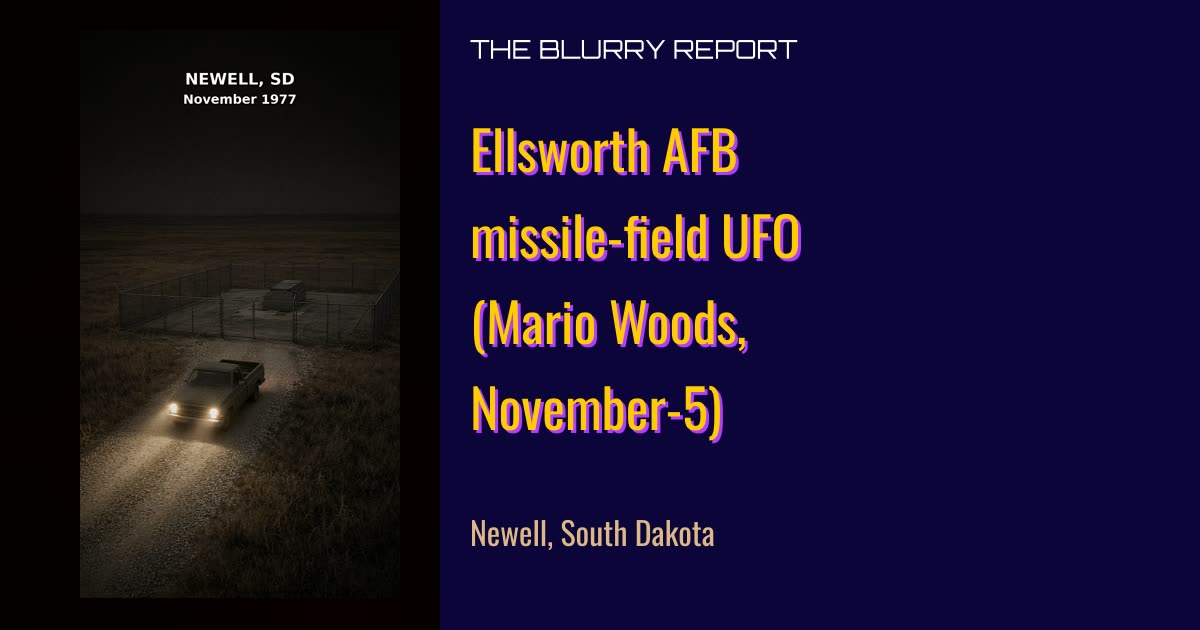 NEWELL, SD
November 1977
THE BLURRY REPORT
Ellsworth AFB
missile-field UFO
(Mario Woods,
November-5)
Newell, South Dakota